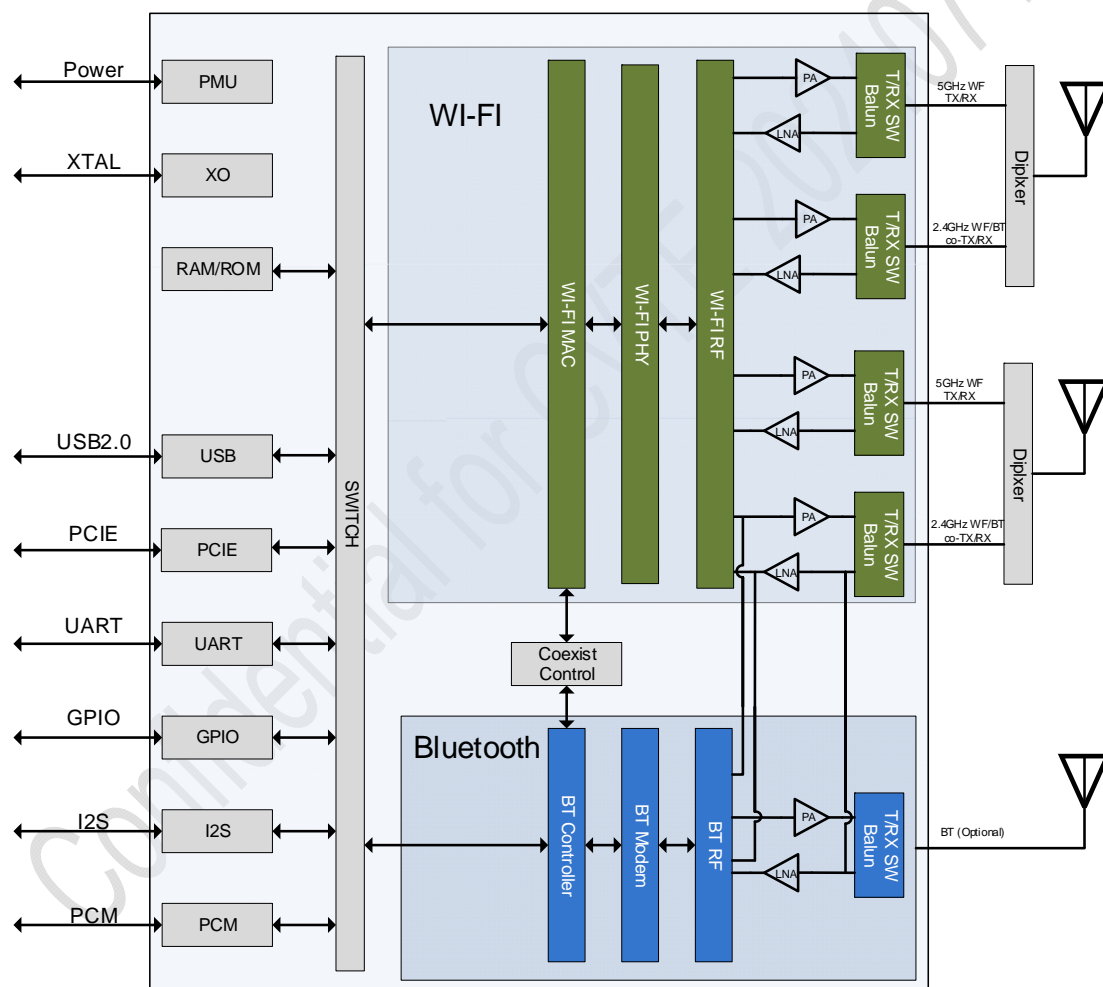 Power
PMU
XTAL
XO
RAM/ROM
USB2.0
USB
PCIE
PCIE
UART
UART
GPIO
GPIO
I2S
I2S
PCM
PCM
SWITCH
WI-FI
WI-FI MAC
WI-FI PHY
WI-FI RF
PA
LNA
T/RX SW
Balun
5GHz WF
TX/RX
PA
LNA
T/RX SW
Balun
2.4GHz WF/BT
co-TX/RX
Diplxer
PA
LNA
T/RX SW
Balun
5GHz WF
TX/RX
PA
LNA
T/RX SW
Balun
2.4GHz WF/BT
co-TX/RX
Diplxer
Coexist
Control
Bluetooth
BT Controller
BT Modem
BT RF
PA
LNA
T/RX SW
Balun
BT (Optional)
Confidential for